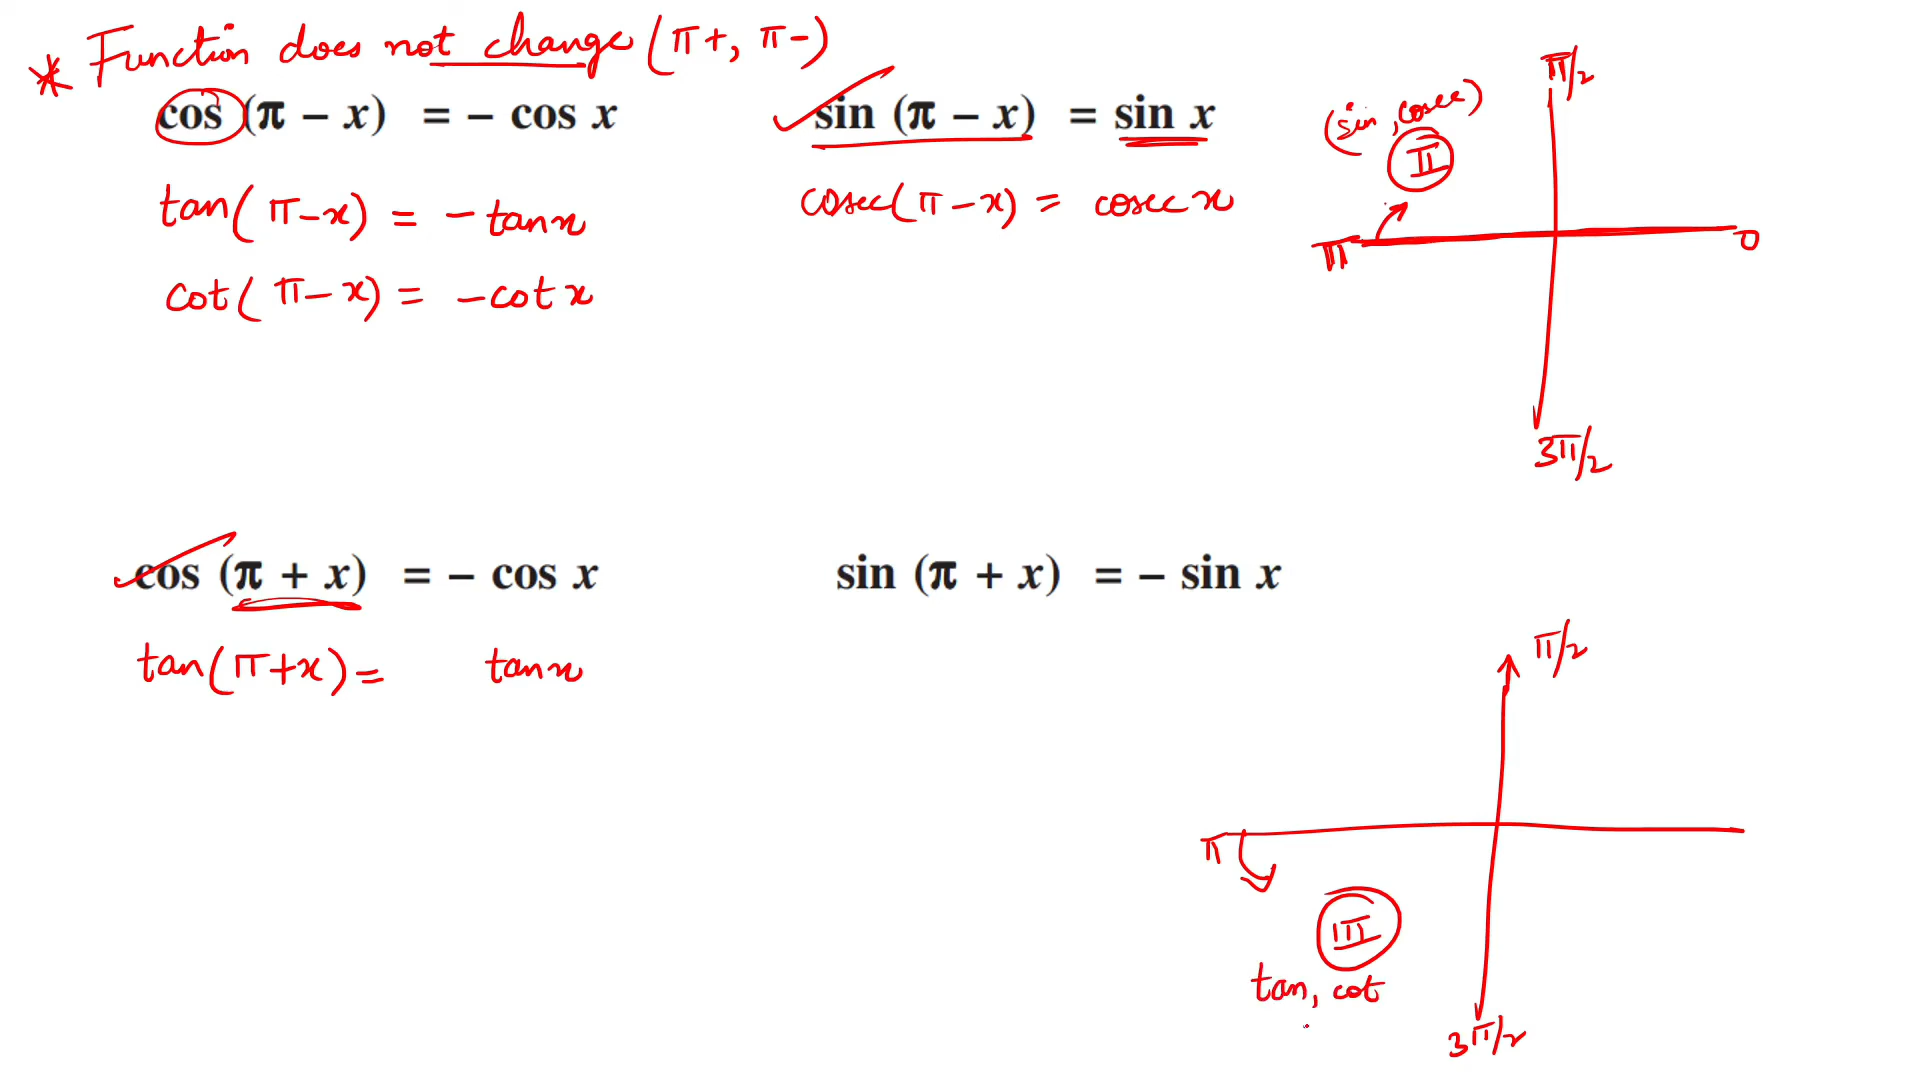 * Function does not change (π+, π-)
cos (π − x) = − cos x
sin (π − x) = sin x
tan(π-x) = -tanx
cosec(π-x) = cosec x
cot(π-x) = -cotx
(sin, cosec)
II
π/2
π
0
3π/2
cos (π + x) = − cos x
sin (π + x) = − sin x
tan(π+x) = tanx
π/2
π
III
tan, cot
3π/2